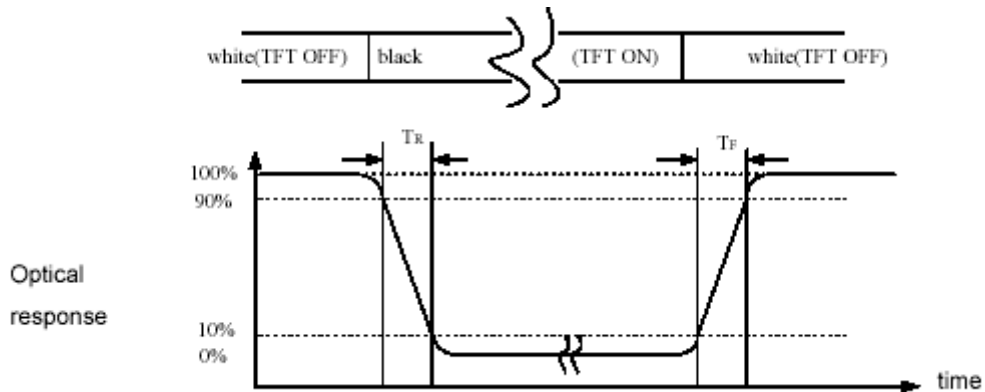 white(TFT OFF) black (TFT ON) white(TFT OFF)
TR TF
100%
90%
Optical
response
10%
0%
time